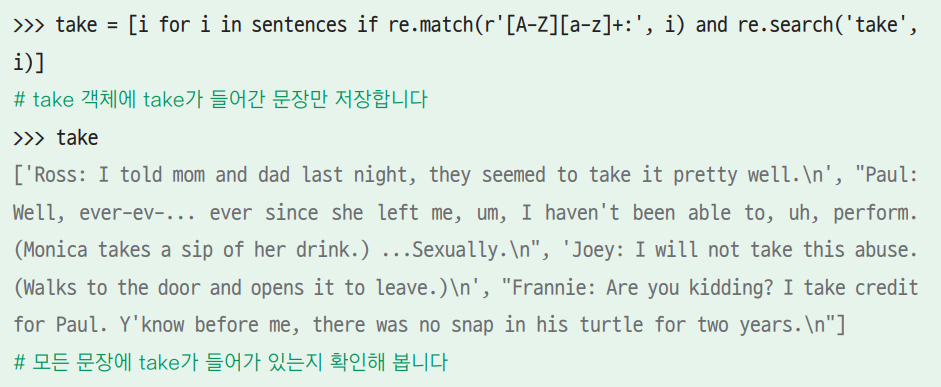 >>> take = [i for i in sentences if re.match(r'[A-Z][a-z]+:', i) and re.search('take',
i)]
# take 객체에 take가 들어간 문장만 저장합니다
>>> take
['Ross: I told mom and dad last night, they seemed to take it pretty well.\n', "Paul:
Well, ever-ev-... ever since she left me, um, I haven't been able to, uh, perform.
(Monica takes a sip of her drink.) ...Sexually.\n", 'Joey: I will not take this abuse.
(Walks to the door and opens it to leave.)\n', "Frannie: Are you kidding? I take credit
for Paul. Y'know before me, there was no snap in his turtle for two years.\n"]
# 모든 문장에 take가 들어가 있는지 확인해 봅니다